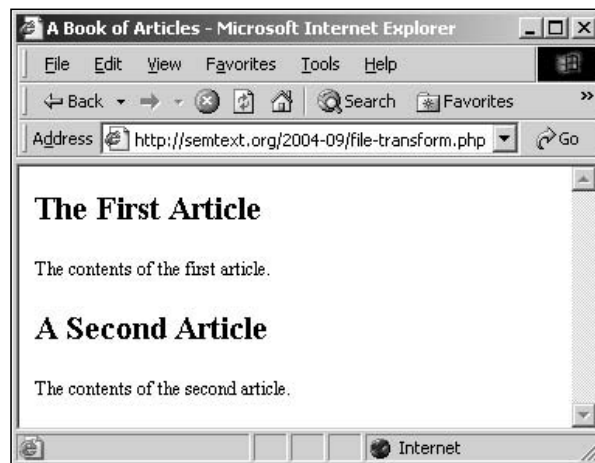 A Book of Articles - Microsoft Internet Explorer
File Edit View Favorites Tools Help
Back Search Favorites »
Address http://semtext.org/2004-09/file-transform.php Go
The First Article
The contents of the first article.
A Second Article
The contents of the second article.
Internet